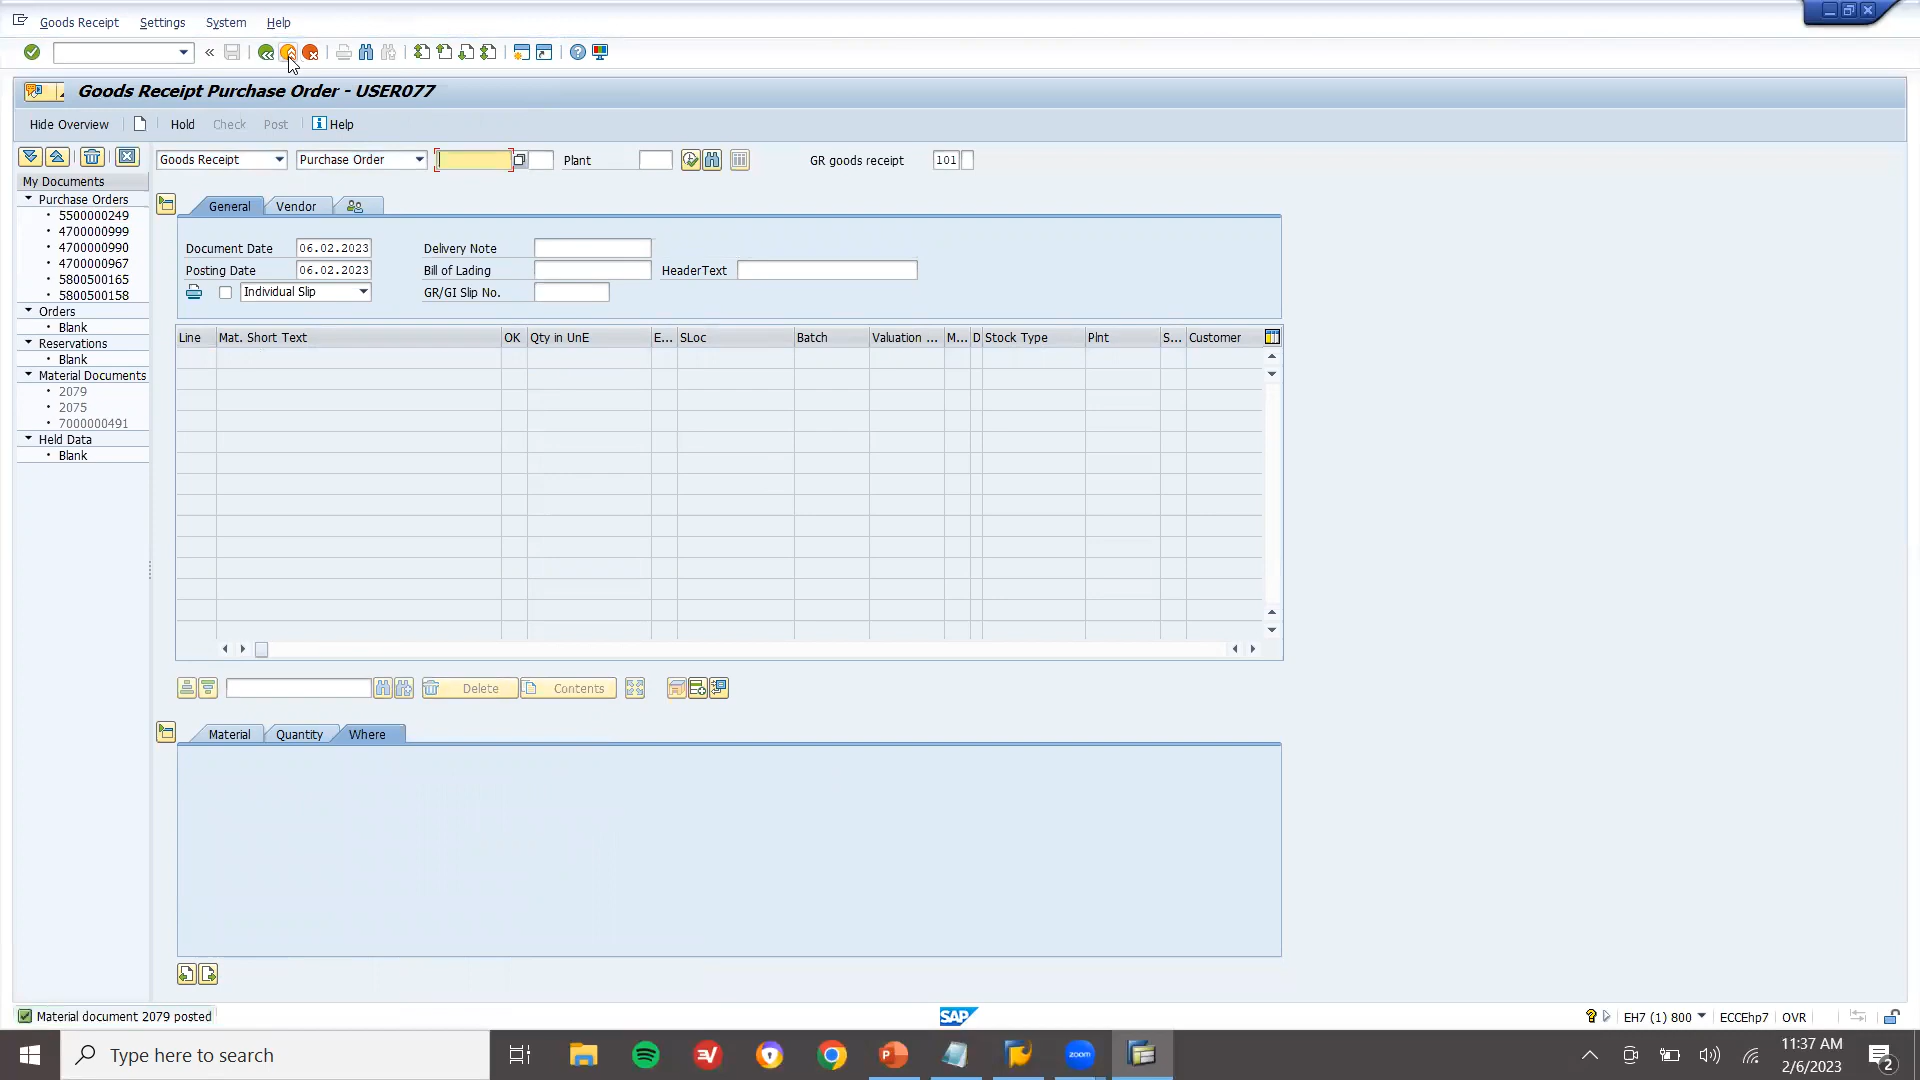 Goods Receipt Settings System Help
Goods Receipt Purchase Order - USER077
Hide Overview Hold Check Post Help
Goods Receipt Purchase Order Plant GR goods receipt 101
My Documents
Purchase Orders
5500000249
4700000999
4700000990
4700000967
5800500165
5800500158
Orders
Blank
Reservations
Blank
Material Documents
2079
2075
7000000491
Held Data
Blank
General Vendor
Document Date 06.02.2023 Delivery Note
Posting Date 06.02.2023 Bill of Lading HeaderText
Individual Slip GR/GI Slip No.
Line Mat. Short Text OK Qty in UnE E... SLoc Batch Valuation ... M... D Stock Type Plnt S... Customer
Delete Contents
Material Quantity Where
Material document 2079 posted SAP EH7 (1) 800 ECCEhp7 OVR
Type here to search EV P zoom 11:37 AM
2/6/2023 2